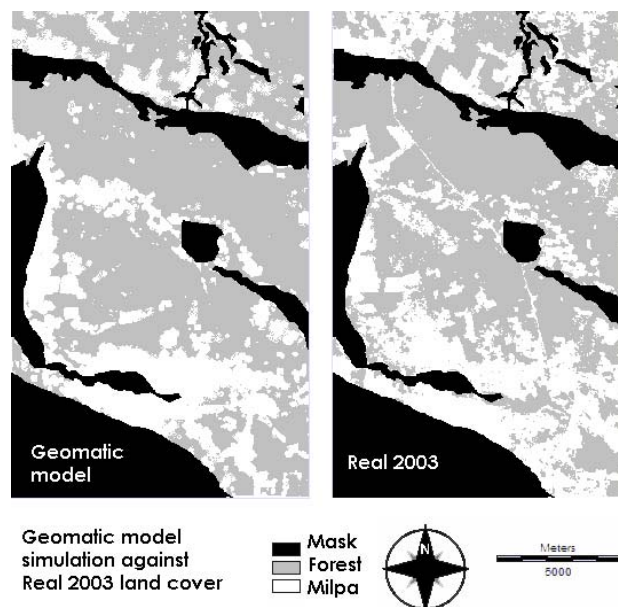 Geomatic
model
Real 2003
Geomatic model
simulation against
Real 2003 land cover
Mask
Forest
Milpa
N
Meters
5000